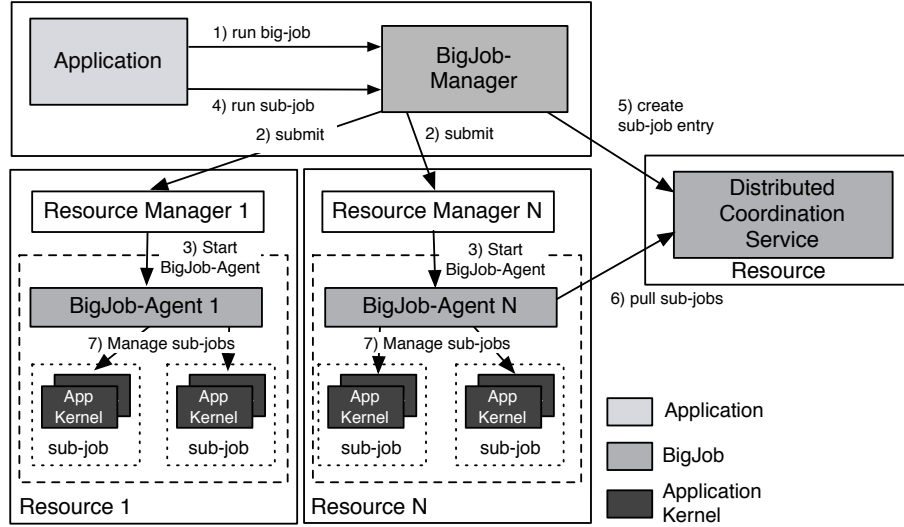 Application
1) run big-job
BigJob-
Manager
4) run sub-job
2) submit
2) submit
5) create
sub-job entry
Resource Manager 1
Resource Manager N
Distributed
Coordination
Service
Resource
3) Start
BigJob-Agent
3) Start
BigJob-Agent
BigJob-Agent 1
BigJob-Agent N
6) pull sub-jobs
7) Manage sub-jobs
7) Manage sub-jobs
App
Kernel
App
Kernel
App
Kernel
App
Kernel
sub-job
sub-job
sub-job
sub-job
Resource 1
Resource N
Application
BigJob
Application
Kernel